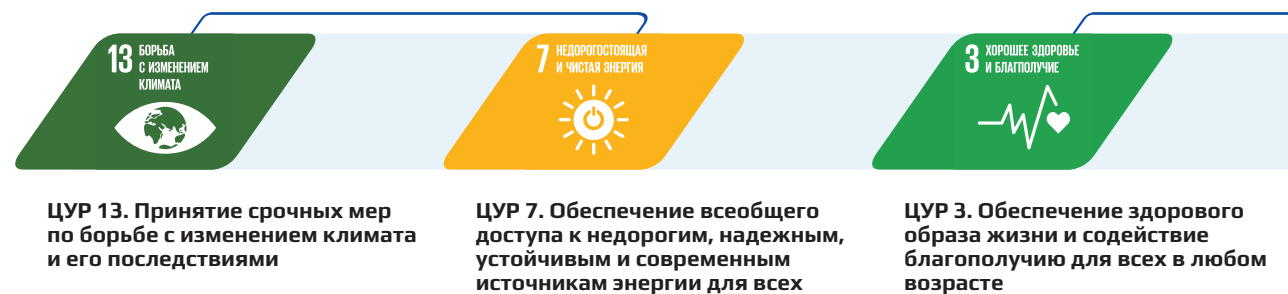 13 БОРЬБА
С ИЗМЕНЕНИЕМ
КЛИМАТА
ЦУР 13. Принятие срочных мер
по борьбе с изменением климата
и его последствиями
7 НЕДОРОГОСТОЯЩАЯ
И ЧИСТАЯ ЭНЕРГИЯ
ЦУР 7. Обеспечение всеобщего
доступа к недорогим, надежным,
устойчивым и современным
источникам энергии для всех
3 ХОРОШЕЕ ЗДОРОВЬЕ
И БЛАГПОЛУЧИЕ
ЦУР 3. Обеспечение здорового
образа жизни и содействие
благополучию для всех в любом
возрасте